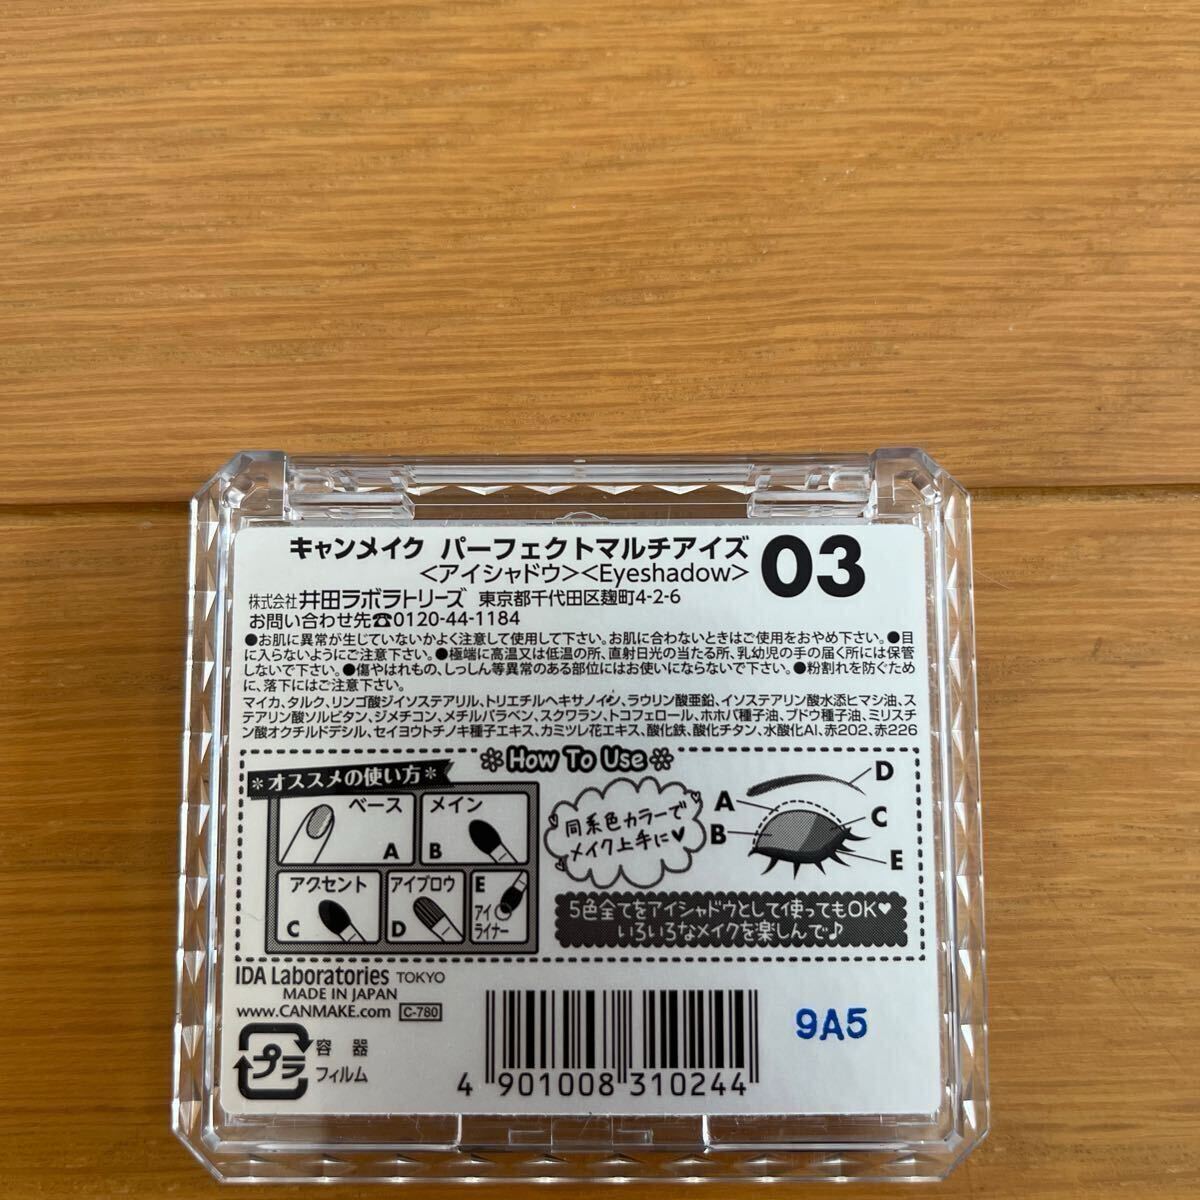 キャンメイク パーフェクトマルチアイズ 03
<アイシャドウ><Eyeshadow>
株式会社 井田ラボラトリーズ 東京都千代田区麹町4-2-6
お問い合わせ先☎0120-44-1184
●お肌に異常が生じていないかよく注意して使用して下さい。お肌に合わないときはご使用をおやめ下さい。●目
に入らないようにご注意下さい。●極端に高温又は低温の所、直射日光の当たる所、乳幼児の手の届く所には保管
しないで下さい。●傷やはれもの、しっしん等異常のある部位にはお使いにならないで下さい。●粉割れを防ぐため
に、落下にはご注意下さい。
マイカ、タルク、リンゴ酸ジイソステアリル、トリエチルヘキサノイン、ラウリン酸亜鉛、イソステアリン酸水添ヒマシ油、ス
テアリン酸ソルビタン、ジメチコン、メチルパラベン、スクワラン、トコフェロール、ホホバ種子油、ブドウ種子油、ミリスチ
ン酸オクチルドデシル、セイヨウトチノキ種子エキス、カミツレ花エキス、酸化鉄、酸化チタン、水酸化Al、赤202、赤226
How To Use
*オススメの使い方*
ベース
A
メイン
B
アクセント
C
アイブロウ
D
E
アイ
ライナー
同系色カラーで
メイク上手に♥
A
B
D
C
E
5色全てをアイシャドウとして使ってもOK♥
いろいろなメイクを楽しんで♪
IDA Laboratories TOKYO
MADE IN JAPAN
www.CANMAKE.com C-780
プラ
容器
フィルム
4 901008 310244
9A5